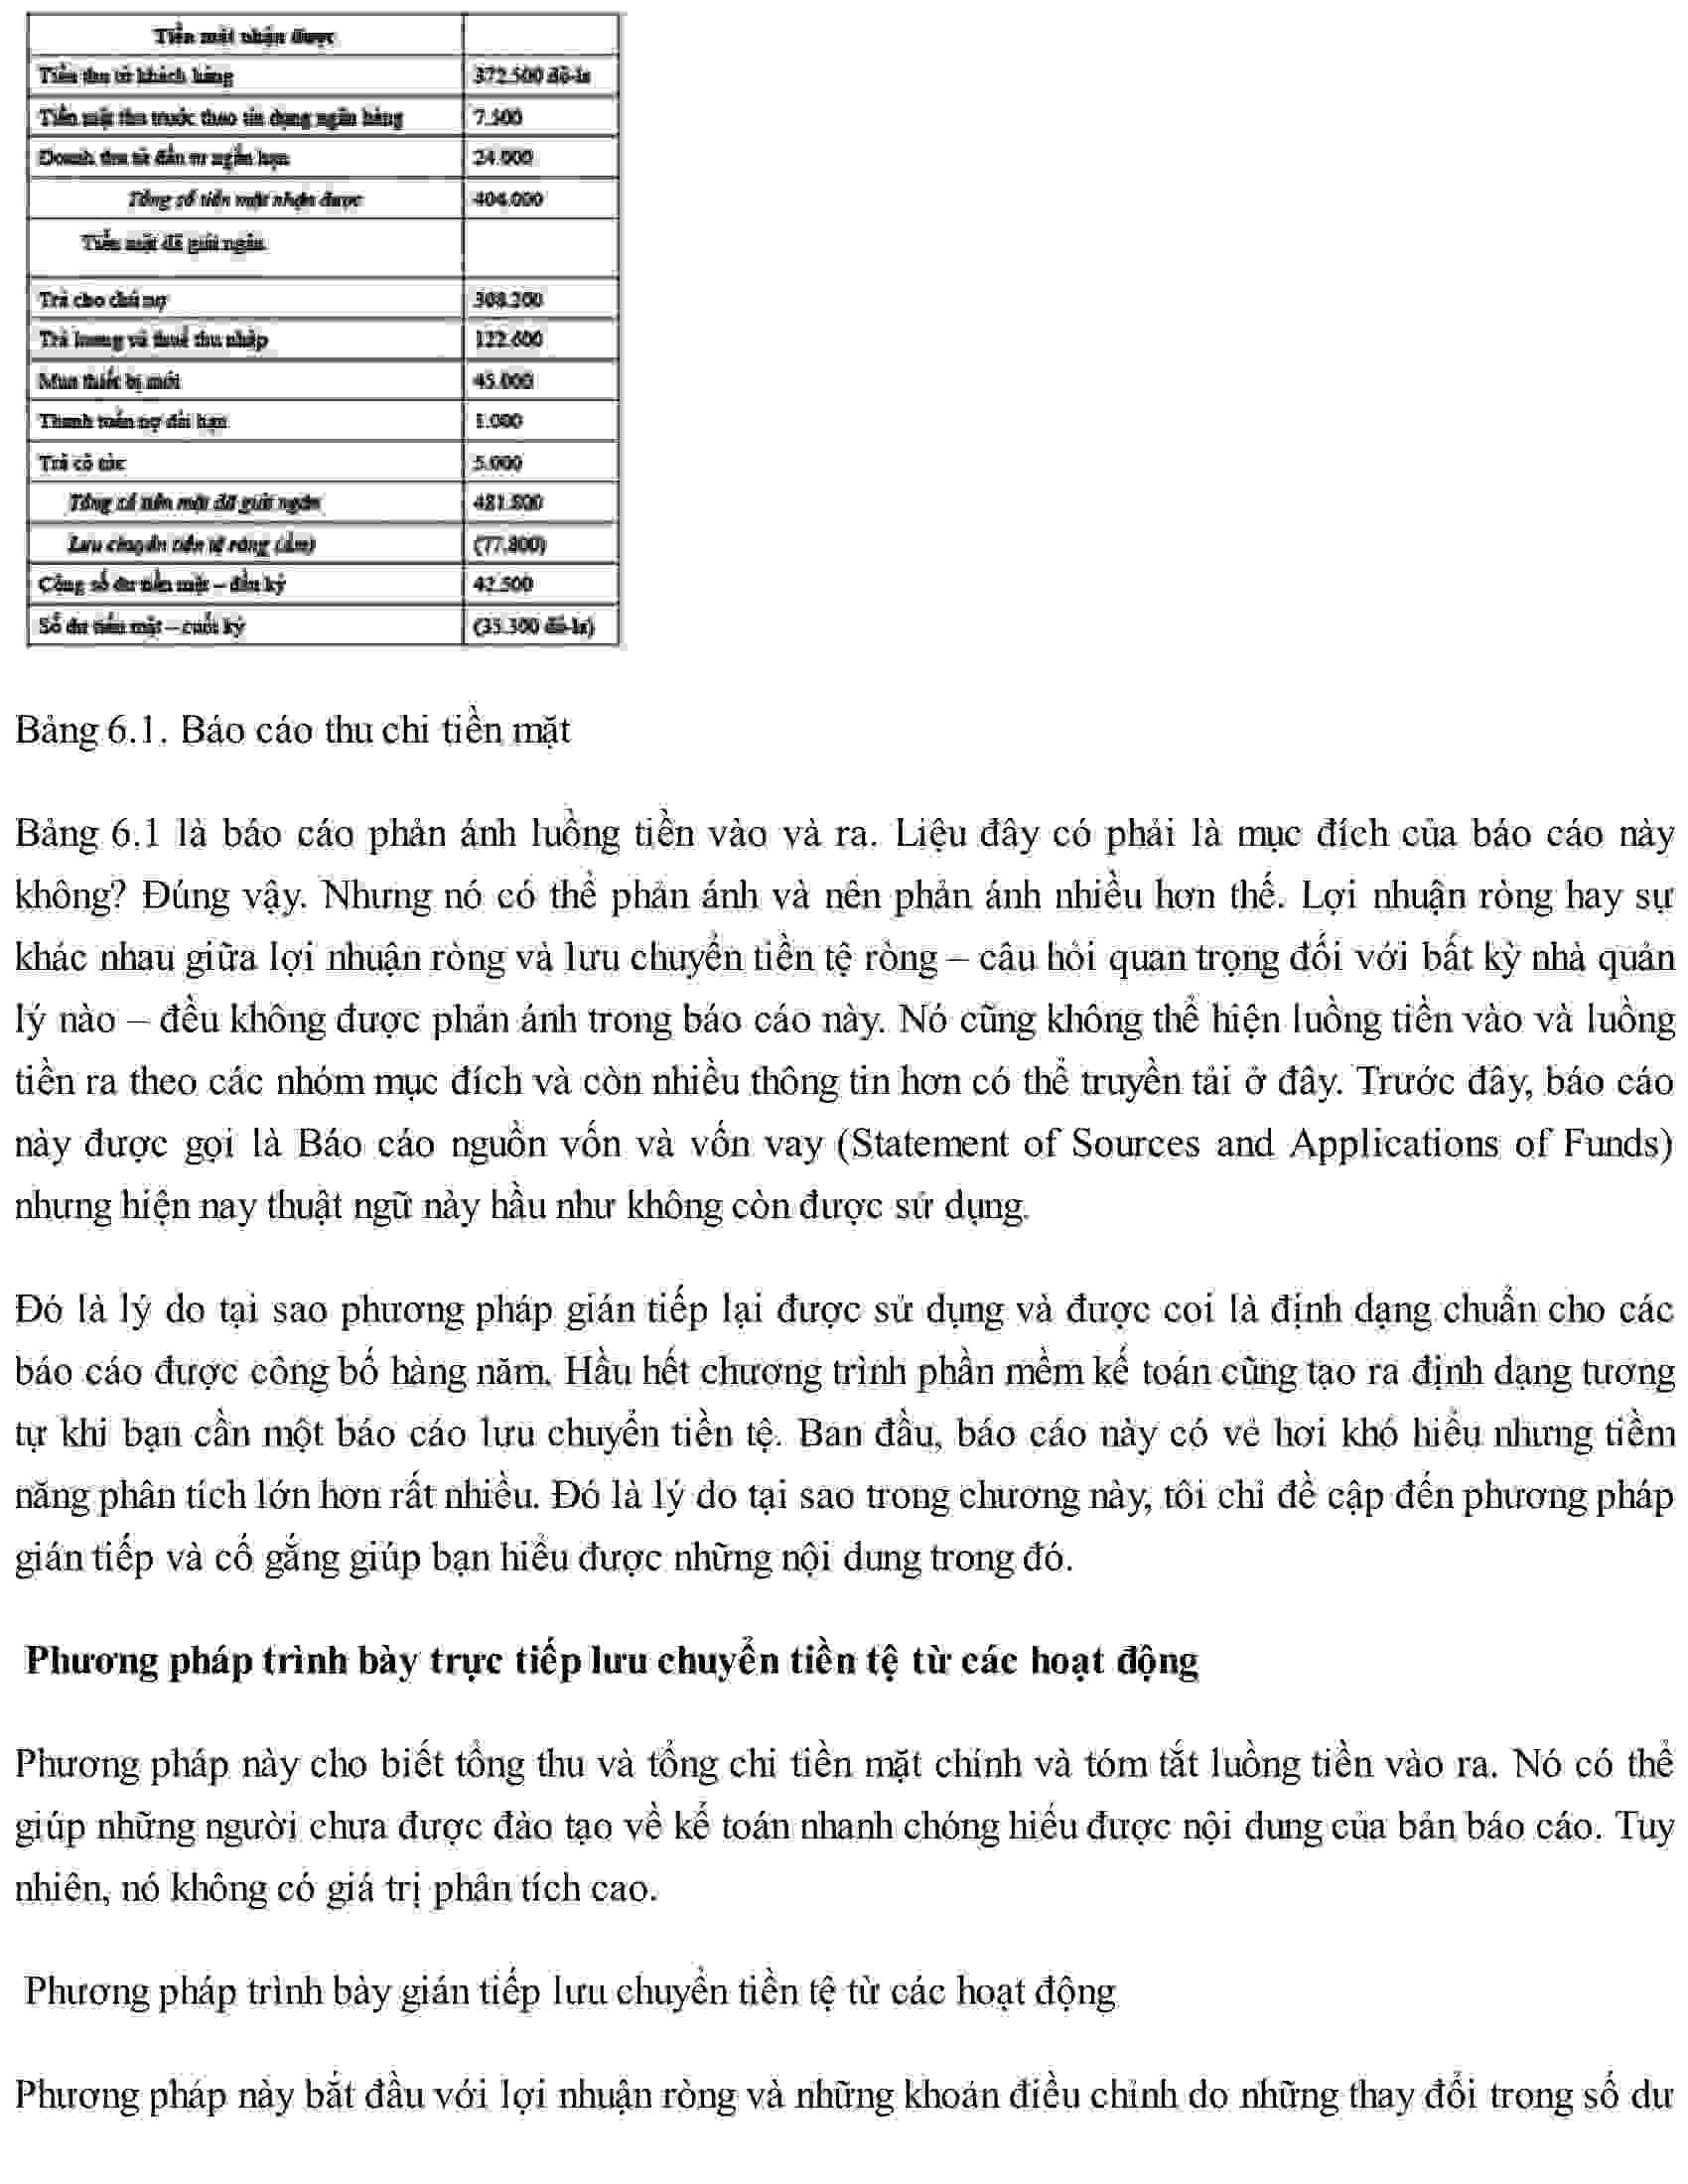 Tiền mặt nhận được
Tiền thu từ khách hàng 372.500 đô-la
Tiền mặt thu trước theo tín dụng ngân hàng 7.500
Doanh thu từ đầu tư ngắn hạn 24.000
Tổng số tiền mặt nhận được 404.000
Tiền mặt đã giải ngân
Trả cho chủ nợ 308.200
Trả lương và thuế thu nhập 122.600
Mua thiết bị mới 45.000
Thanh toán nợ dài hạn 1.000
Trả cổ tức 5.000
Tổng số tiền mặt đã giải ngân 481.800
Lưu chuyển tiền tệ ròng (âm) (77.800)
Cộng số dư tiền mặt – đầu kỳ 42.500
Số dư tiền mặt – cuối kỳ (35.300 đô-la)
Bảng 6.1. Báo cáo thu chi tiền mặt
Bảng 6.1 là báo cáo phản ánh luồng tiền vào và ra. Liệu đây có phải là mục đích của báo cáo này
không? Đúng vậy. Nhưng nó có thể phản ánh và nên phản ánh nhiều hơn thế. Lợi nhuận ròng hay sự
khác nhau giữa lợi nhuận ròng và lưu chuyển tiền tệ ròng – câu hỏi quan trọng đối với bất kỳ nhà quản
lý nào – đều không được phản ánh trong báo cáo này. Nó cũng không thể hiện luồng tiền vào và luồng
tiền ra theo các nhóm mục đích và còn nhiều thông tin hơn có thể truyền tải ở đây. Trước đây, báo cáo
này được gọi là Báo cáo nguồn vốn và vốn vay (Statement of Sources and Applications of Funds)
nhưng hiện nay thuật ngữ này hầu như không còn được sử dụng.
Đó là lý do tại sao phương pháp gián tiếp lại được sử dụng và được coi là định dạng chuẩn cho các
báo cáo được công bố hàng năm. Hầu hết chương trình phần mềm kế toán cũng tạo ra định dạng tương
tự khi bạn cần một báo cáo lưu chuyển tiền tệ. Ban đầu, báo cáo này có vẻ hơi khó hiểu nhưng tiềm
năng phân tích lớn hơn rất nhiều. Đó là lý do tại sao trong chương này, tôi chỉ đề cập đến phương pháp
gián tiếp và cố gắng giúp bạn hiểu được những nội dung trong đó.
Phương pháp trình bày trực tiếp lưu chuyển tiền tệ từ các hoạt động
Phương pháp này cho biết tổng thu và tổng chi tiền mặt chính và tóm tắt luồng tiền vào ra. Nó có thể
giúp những người chưa được đào tạo về kế toán nhanh chóng hiểu được nội dung của bản báo cáo. Tuy
nhiên, nó không có giá trị phân tích cao.
Phương pháp trình bày gián tiếp lưu chuyển tiền tệ từ các hoạt động
Phương pháp này bắt đầu với lợi nhuận ròng và những khoản điều chỉnh do những thay đổi trong số dư